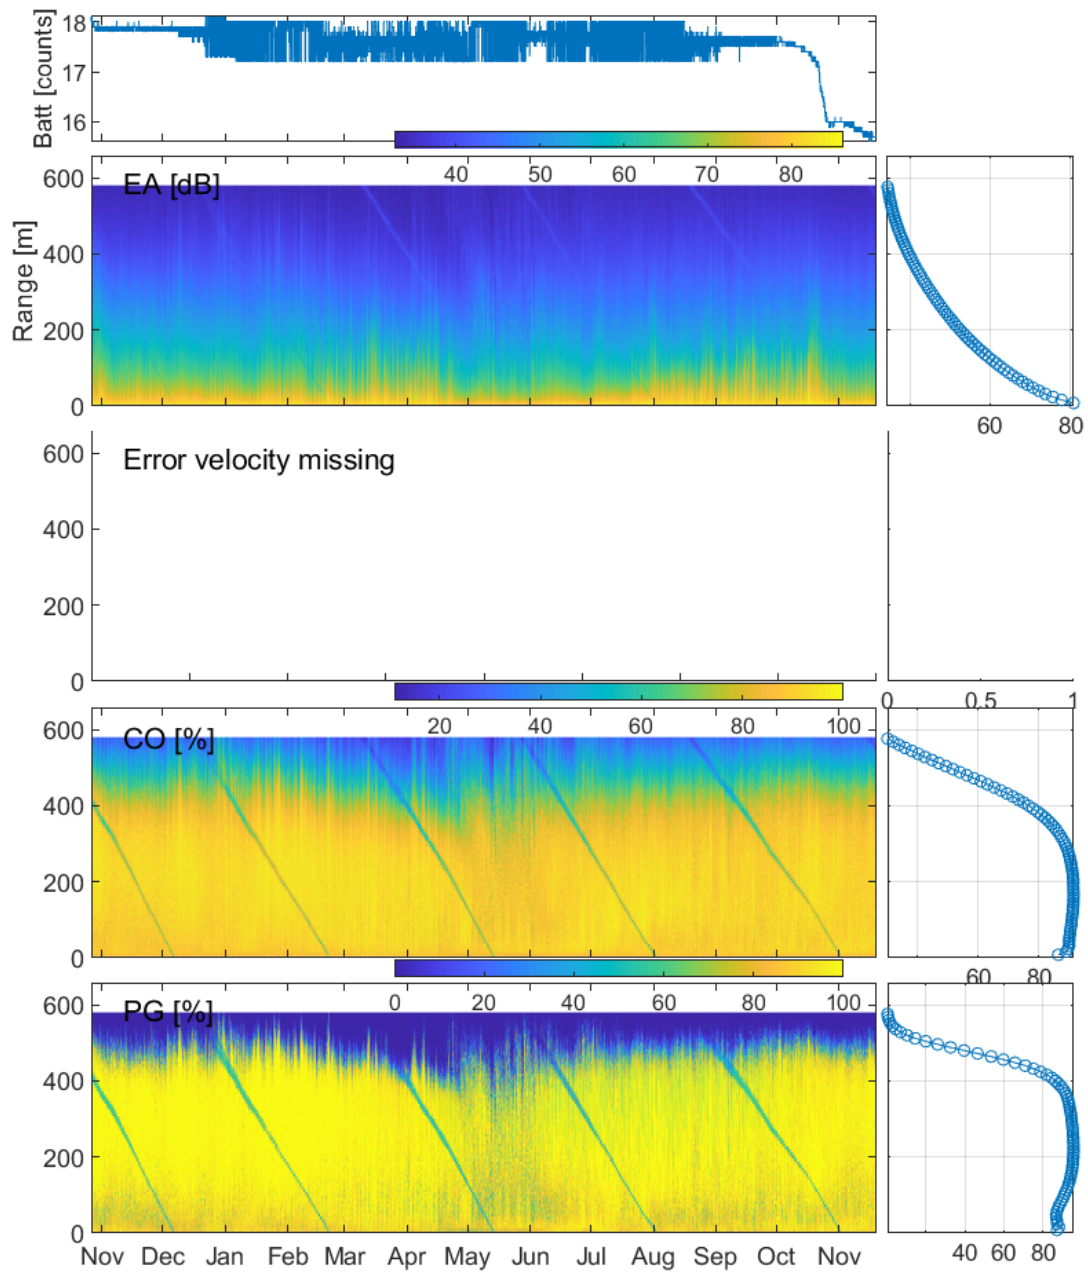 Batt [counts]
18
17
16
40 50 60 70 80
EA [dB]
Range [m]
600
400
200
0
60 80
Error velocity missing
600
400
200
0
0 0.5 1
20 40 60 80 100
CO [%]
600
400
200
0
60 80
0 20 40 60 80 100
PG [%]
600
400
200
0
40 60 80
Nov Dec Jan Feb Mar Apr May Jun Jul Aug Sep Oct Nov